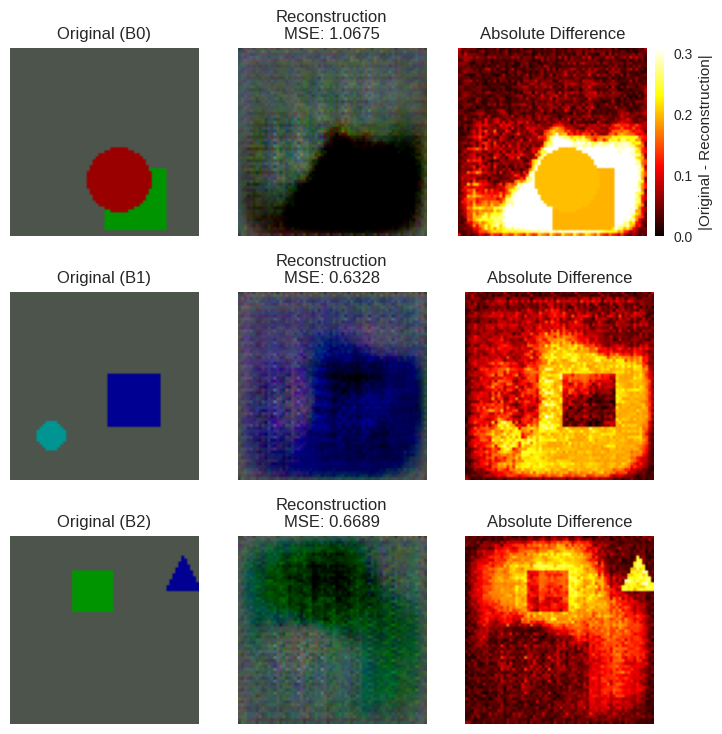 Original (B0)
Reconstruction
MSE: 1.0675
Absolute Difference
0.3
0.2
0.1
0.0
|Original - Reconstruction|
Original (B1)
Reconstruction
MSE: 0.6328
Absolute Difference
Original (B2)
Reconstruction
MSE: 0.6689
Absolute Difference